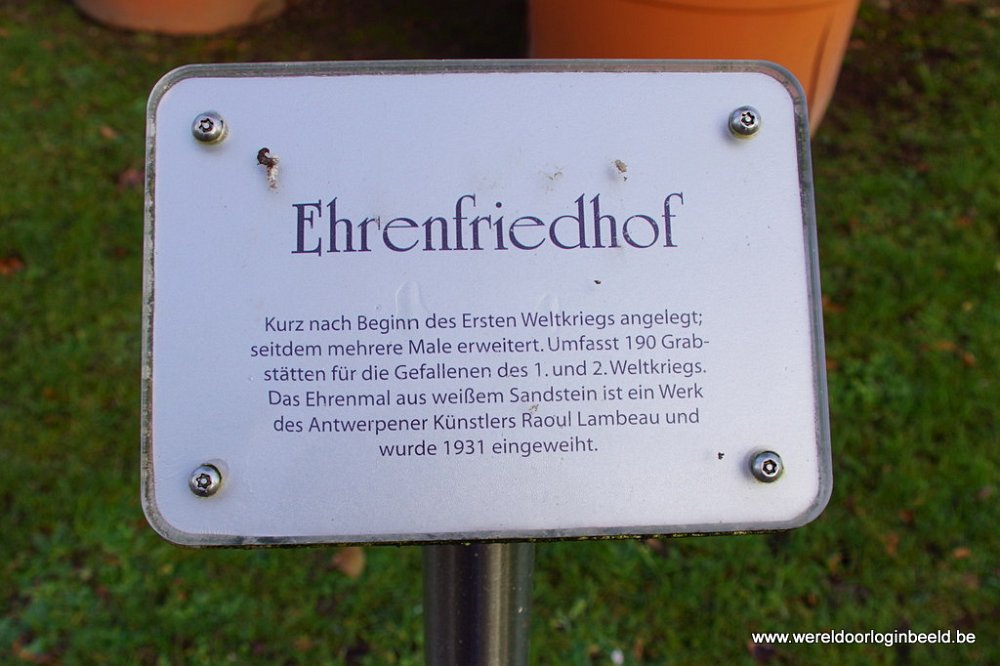 Ehrenfriedhof
Kurz nach Beginn des Ersten Weltkriegs angelegt;
seitdem mehrere Male erweitert. Umfasst 190 Grab-
stätten für die Gefallenen des 1. und 2. Weltkriegs.
Das Ehrenmal aus weißem Sandstein ist ein Werk
des Antwerpener Künstlers Raoul Lambeau und
wurde 1931 eingeweiht.
www.wereldoorloginbeeld.be